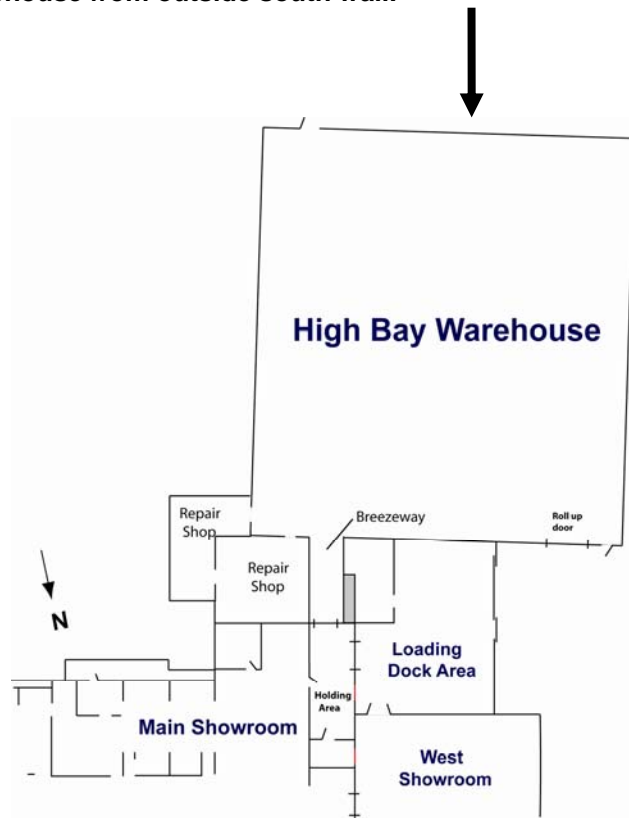 High Bay Warehouse
Repair
Shop
Breezeway
Roll up
door
Repair
Shop
N
Loading
Dock Area
Holding
Area
Main Showroom
West
Showroom